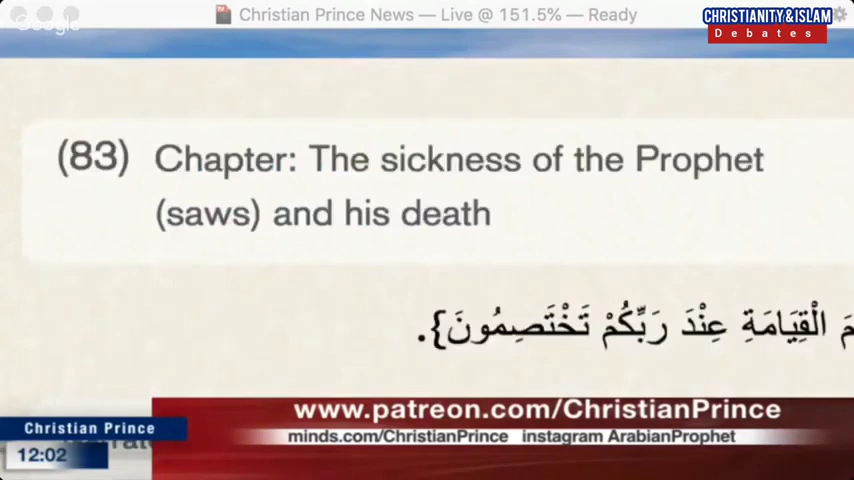 Christian Prince News — Live @ 151.5% — Ready
Google
CHRISTIANITY & ISLAM
Debates
(83) Chapter: The sickness of the Prophet
(saws) and his death
الْقِيَامَةِ عِنْدَ رَبِّكُمْ تَخْتَصِمُونَ}.
www.patreon.com/ChristianPrince
Christian Prince
minds.com/ChristianPrince instagram ArabianProphet
12:02